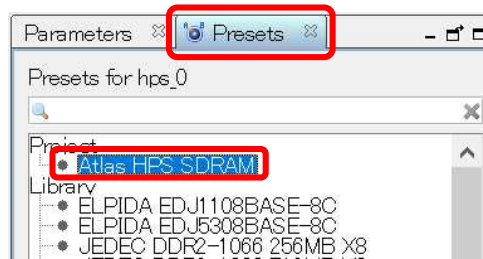 Parameters Presets
Presets for hps_0
Project
Atlas HPS SDRAM
Library
ELPIDA EDJ1108BASE-8C
ELPIDA EDJ5308BASE-8C
JEDEC DDR2-1066 256MB X8